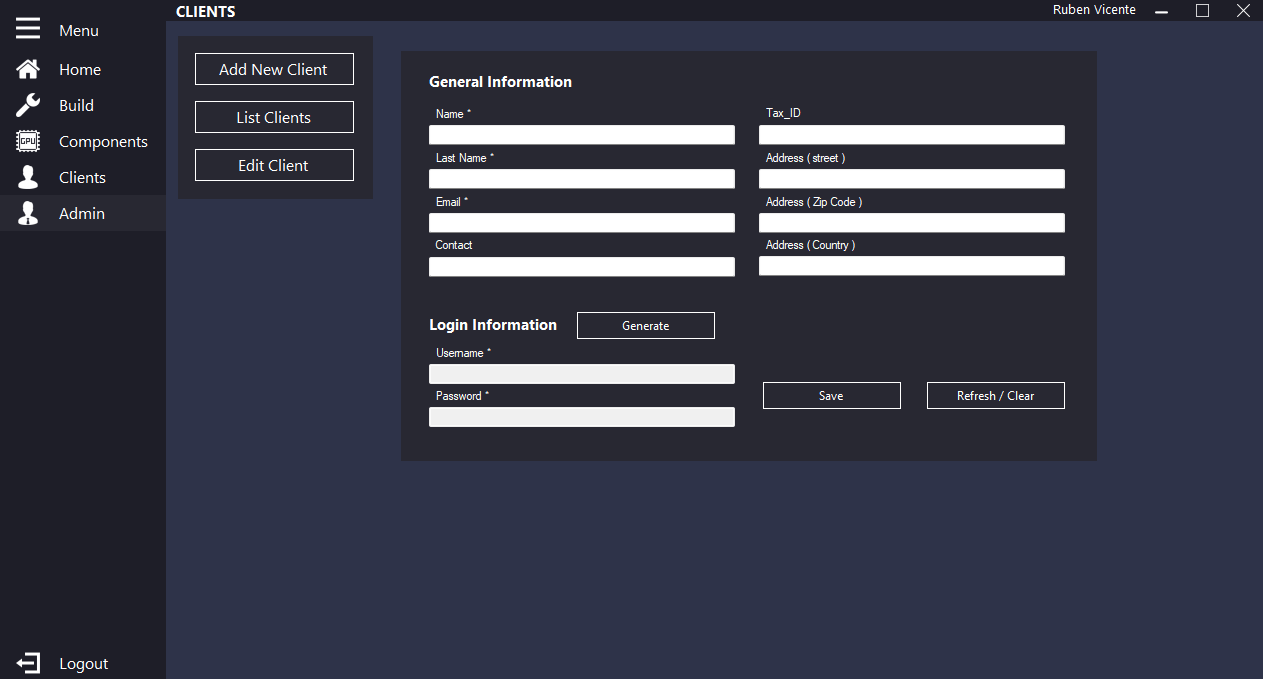 CLIENTS
Ruben Vicente
Menu
Home
Build
GPU
Components
Clients
Admin
Logout
Add New Client
List Clients
Edit Client
General Information
Name *
Last Name *
Email *
Contact
Tax_ID
Address ( street )
Address ( Zip Code )
Address ( Country )
Login Information
Generate
Username *
Password *
Save
Refresh / Clear